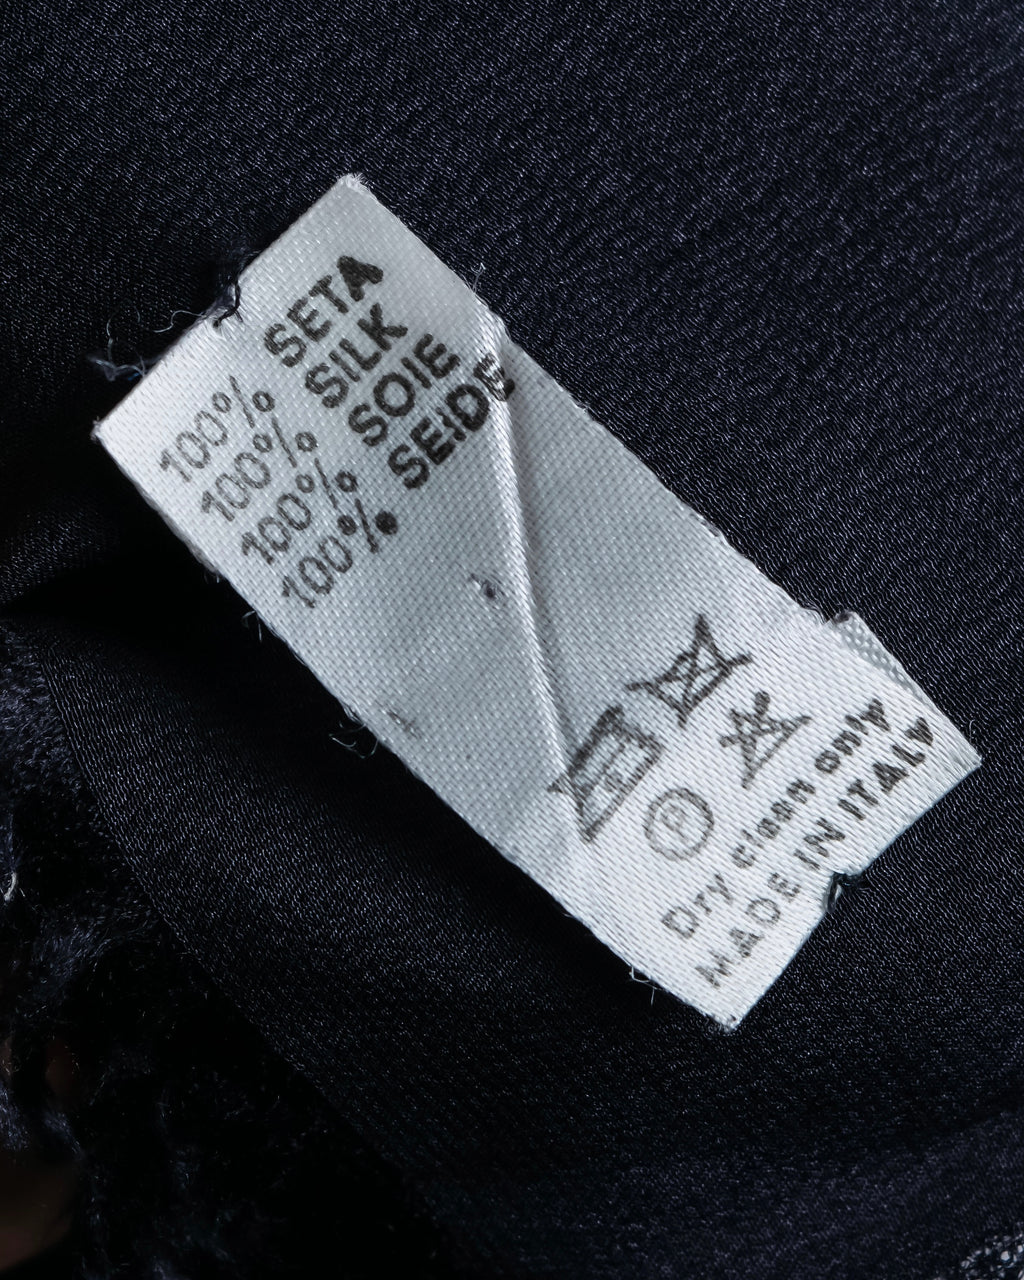 100% SETA
100% SILK
100% SOIE
100% SEIDE
P
Dry clean only
MADE IN ITALY